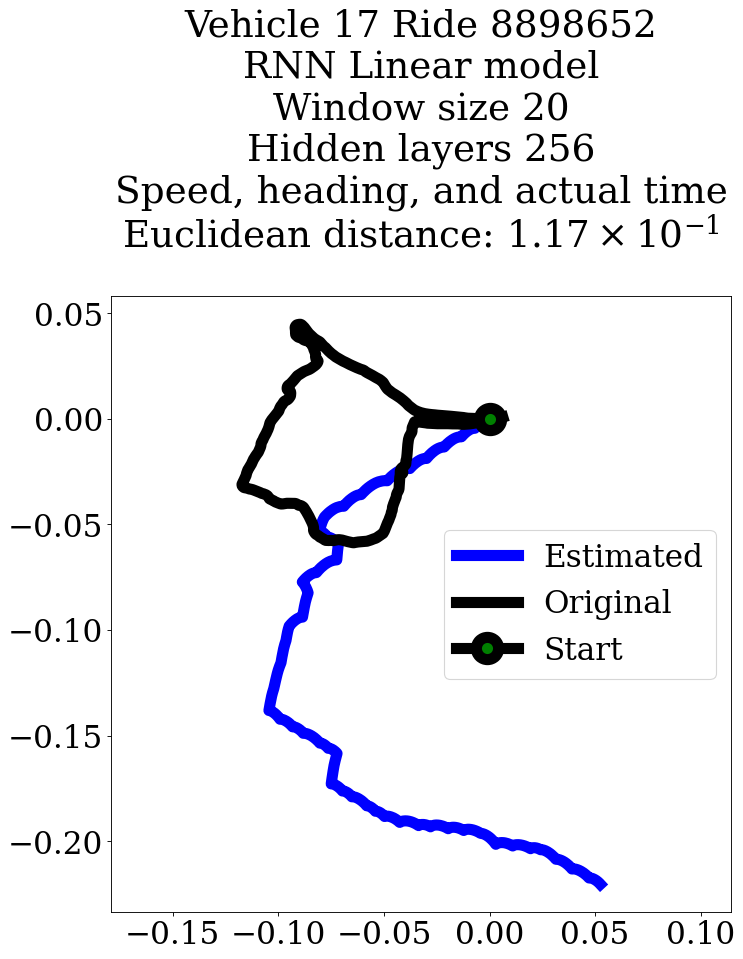 Vehicle 17 Ride 8898652
RNN Linear model
Window size 20
Hidden layers 256
Speed, heading, and actual time
Euclidean distance: 1.17 × 10⁻¹
0.05
0.00
−0.05
−0.10
−0.15
−0.20
Estimated
Original
Start
−0.15 −0.10 −0.05 0.00 0.05 0.10